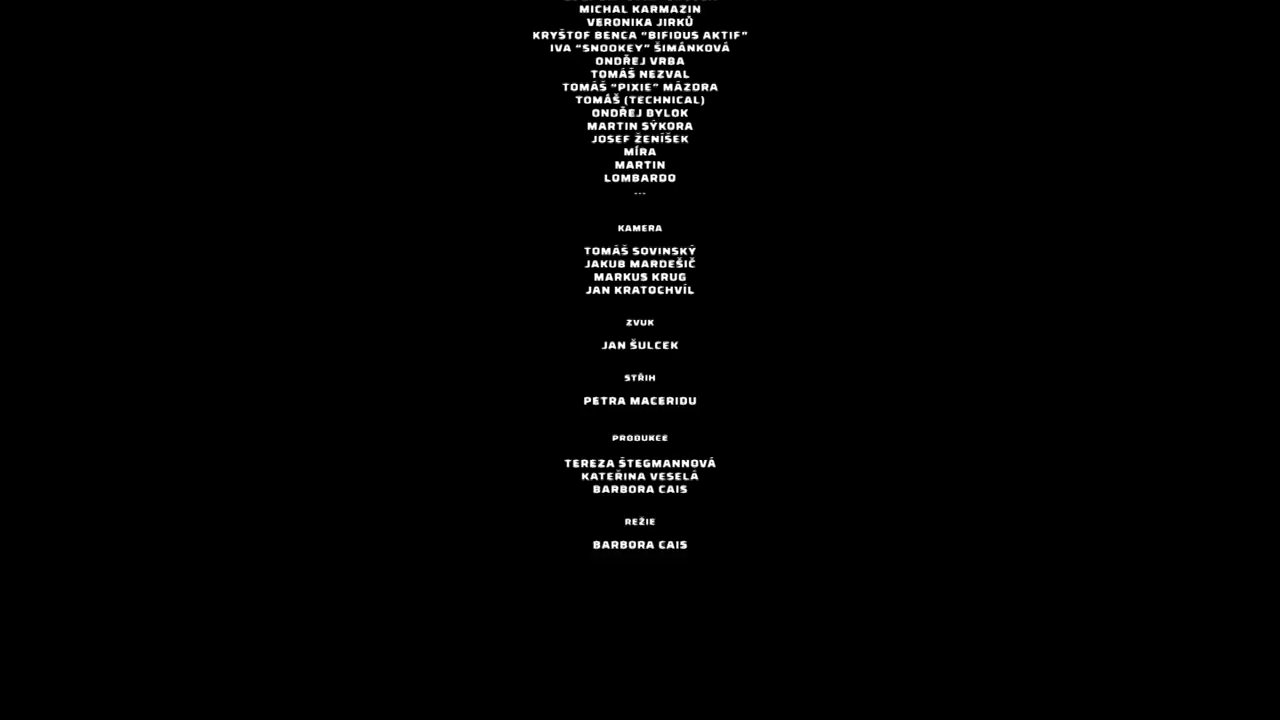 MICHAL KARMAZIN
VERONIKA JIRKŮ
KRYŠTOF BENCA "BIFIDUS AKTIF"
IVA "SNOOKEY" ŠIMÁNKOVÁ
ONDŘEJ VRBA
TOMÁŠ NEZVAL
TOMÁŠ "PIXIE" MÁZDRA
TOMÁŠ (TECHNICAL)
ONDŘEJ BYLOK
MARTIN SÝKORA
JOSEF ŽENÍŠEK
MÍRA
MARTIN
LOMBARDO
---
KAMERA
TOMÁŠ SOVINSKÝ
JAKUB MARDEŠIČ
MARKUS KRUG
JAN KRATOCHVÍL
ZVUK
JAN ŠULCEK
STŘIH
PETRA MACERIDU
PRODUKCE
TEREZA ŠTEGMANNOVÁ
KATEŘINA VESELÁ
BARBORA CAIS
REŽIE
BARBORA CAIS